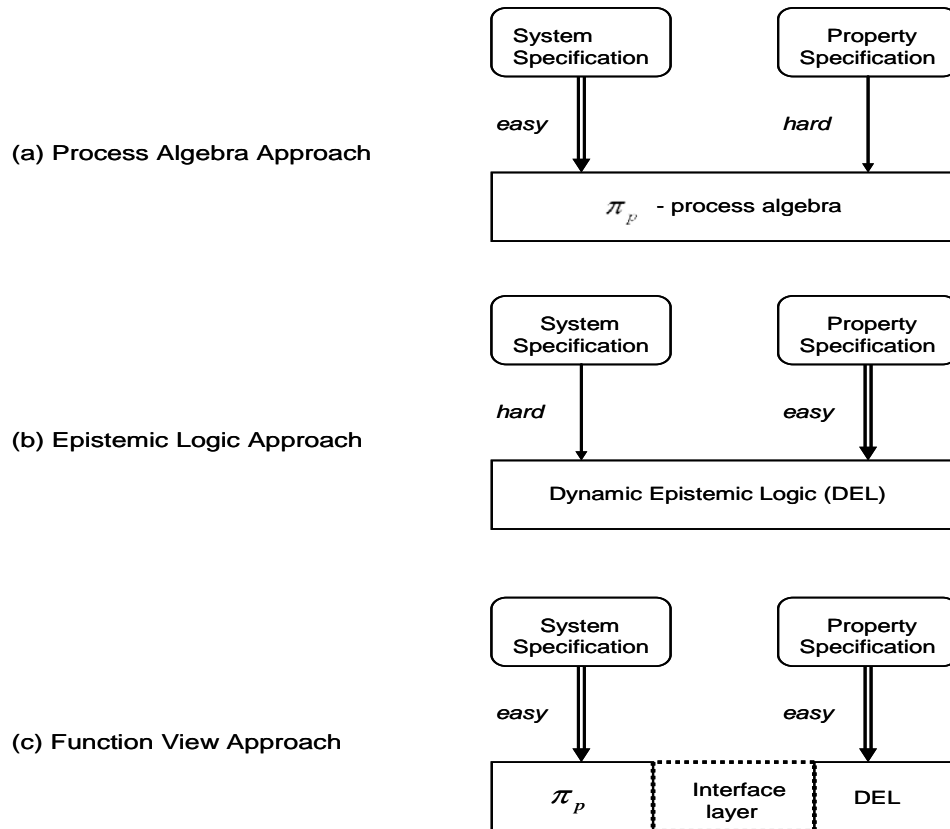 System
Specification
Property
Specification
easy
hard
(a) Process Algebra Approach
π_p - process algebra
System
Specification
Property
Specification
hard
easy
(b) Epistemic Logic Approach
Dynamic Epistemic Logic (DEL)
System
Specification
Property
Specification
easy
easy
(c) Function View Approach
π_p
Interface
layer
DEL